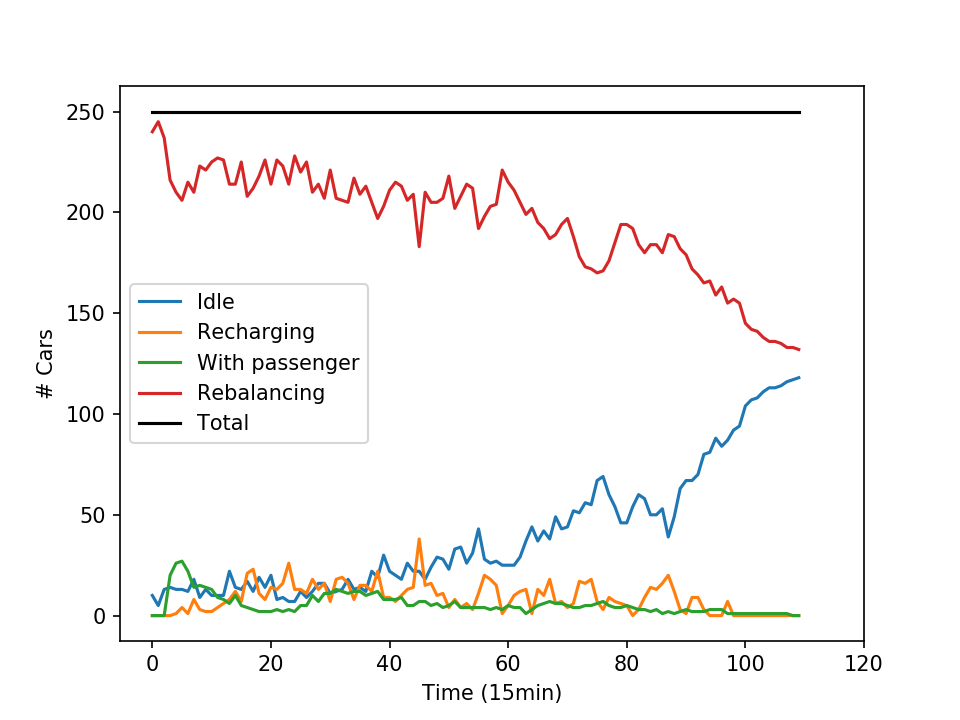 250
200
150
100
50
0
# Cars
Idle
Recharging
With passenger
Rebalancing
Total
0 20 40 60 80 100 120
Time (15min)